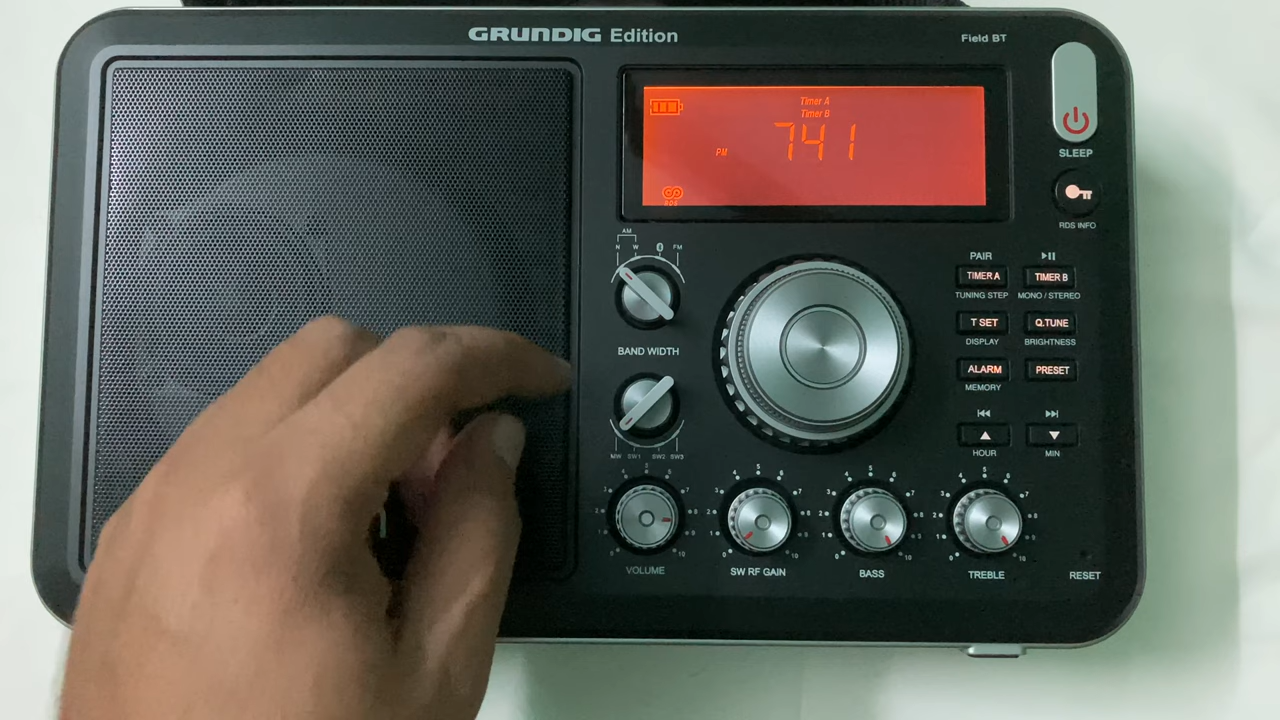 GRUNDIG Edition
Field BT
Timer A
Timer B
PM 741
RDS
SLEEP
RDS INFO
AM
N W FM
BAND WIDTH
MW SW1 SW2 SW3
PAIR
TIMER A TIMER B
TUNING STEP MONO / STEREO
T SET Q.TUNE
DISPLAY BRIGHTNESS
ALARM PRESET
MEMORY
HOUR MIN
VOLUME SW RF GAIN BASS TREBLE RESET